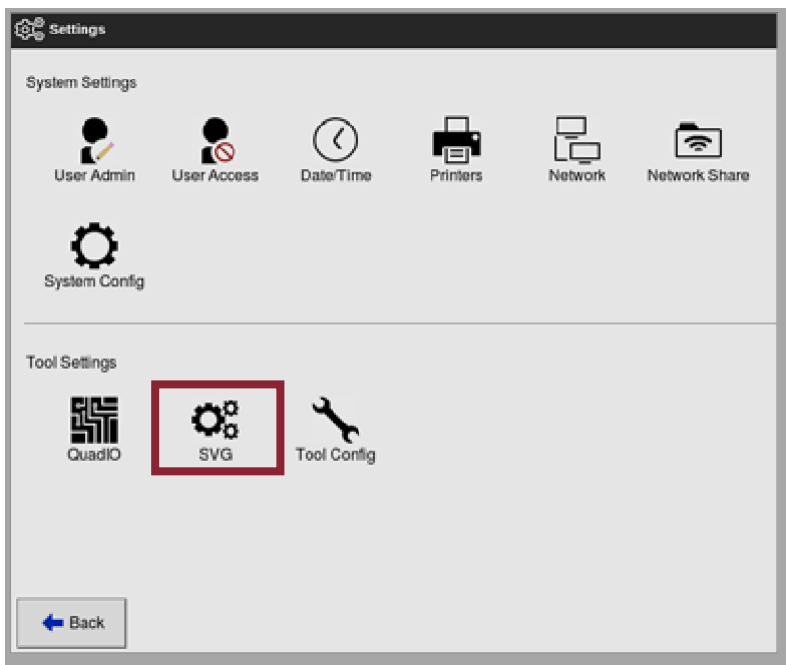 Settings
System Settings
User Admin
User Access
Date/Time
Printers
Network
Network Share
System Config
Tool Settings
QuadIO
SVG
Tool Config
Back